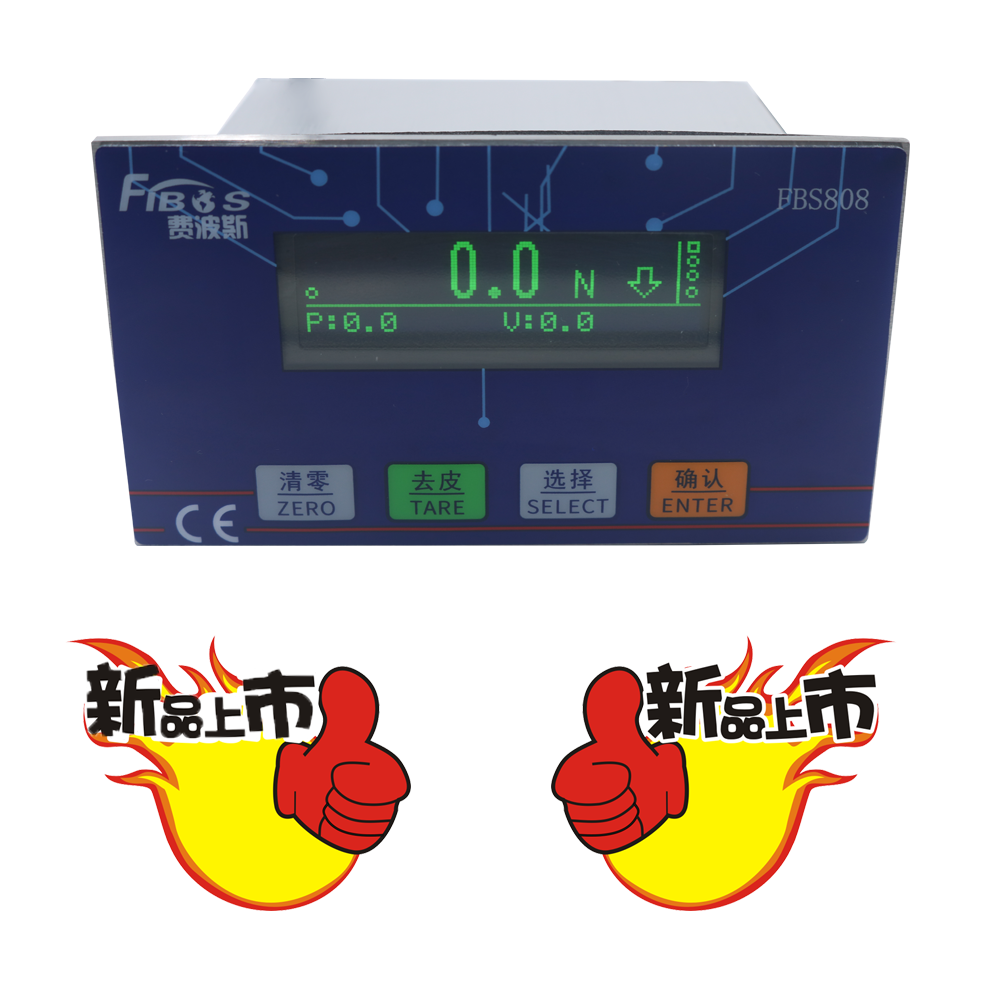 FIBOS
费波斯
FBS808
0.0 N
P:0.0 V:0.0
清零
ZERO
去皮
TARE
选择
SELECT
确认
ENTER
CE
新品上市
新品上市